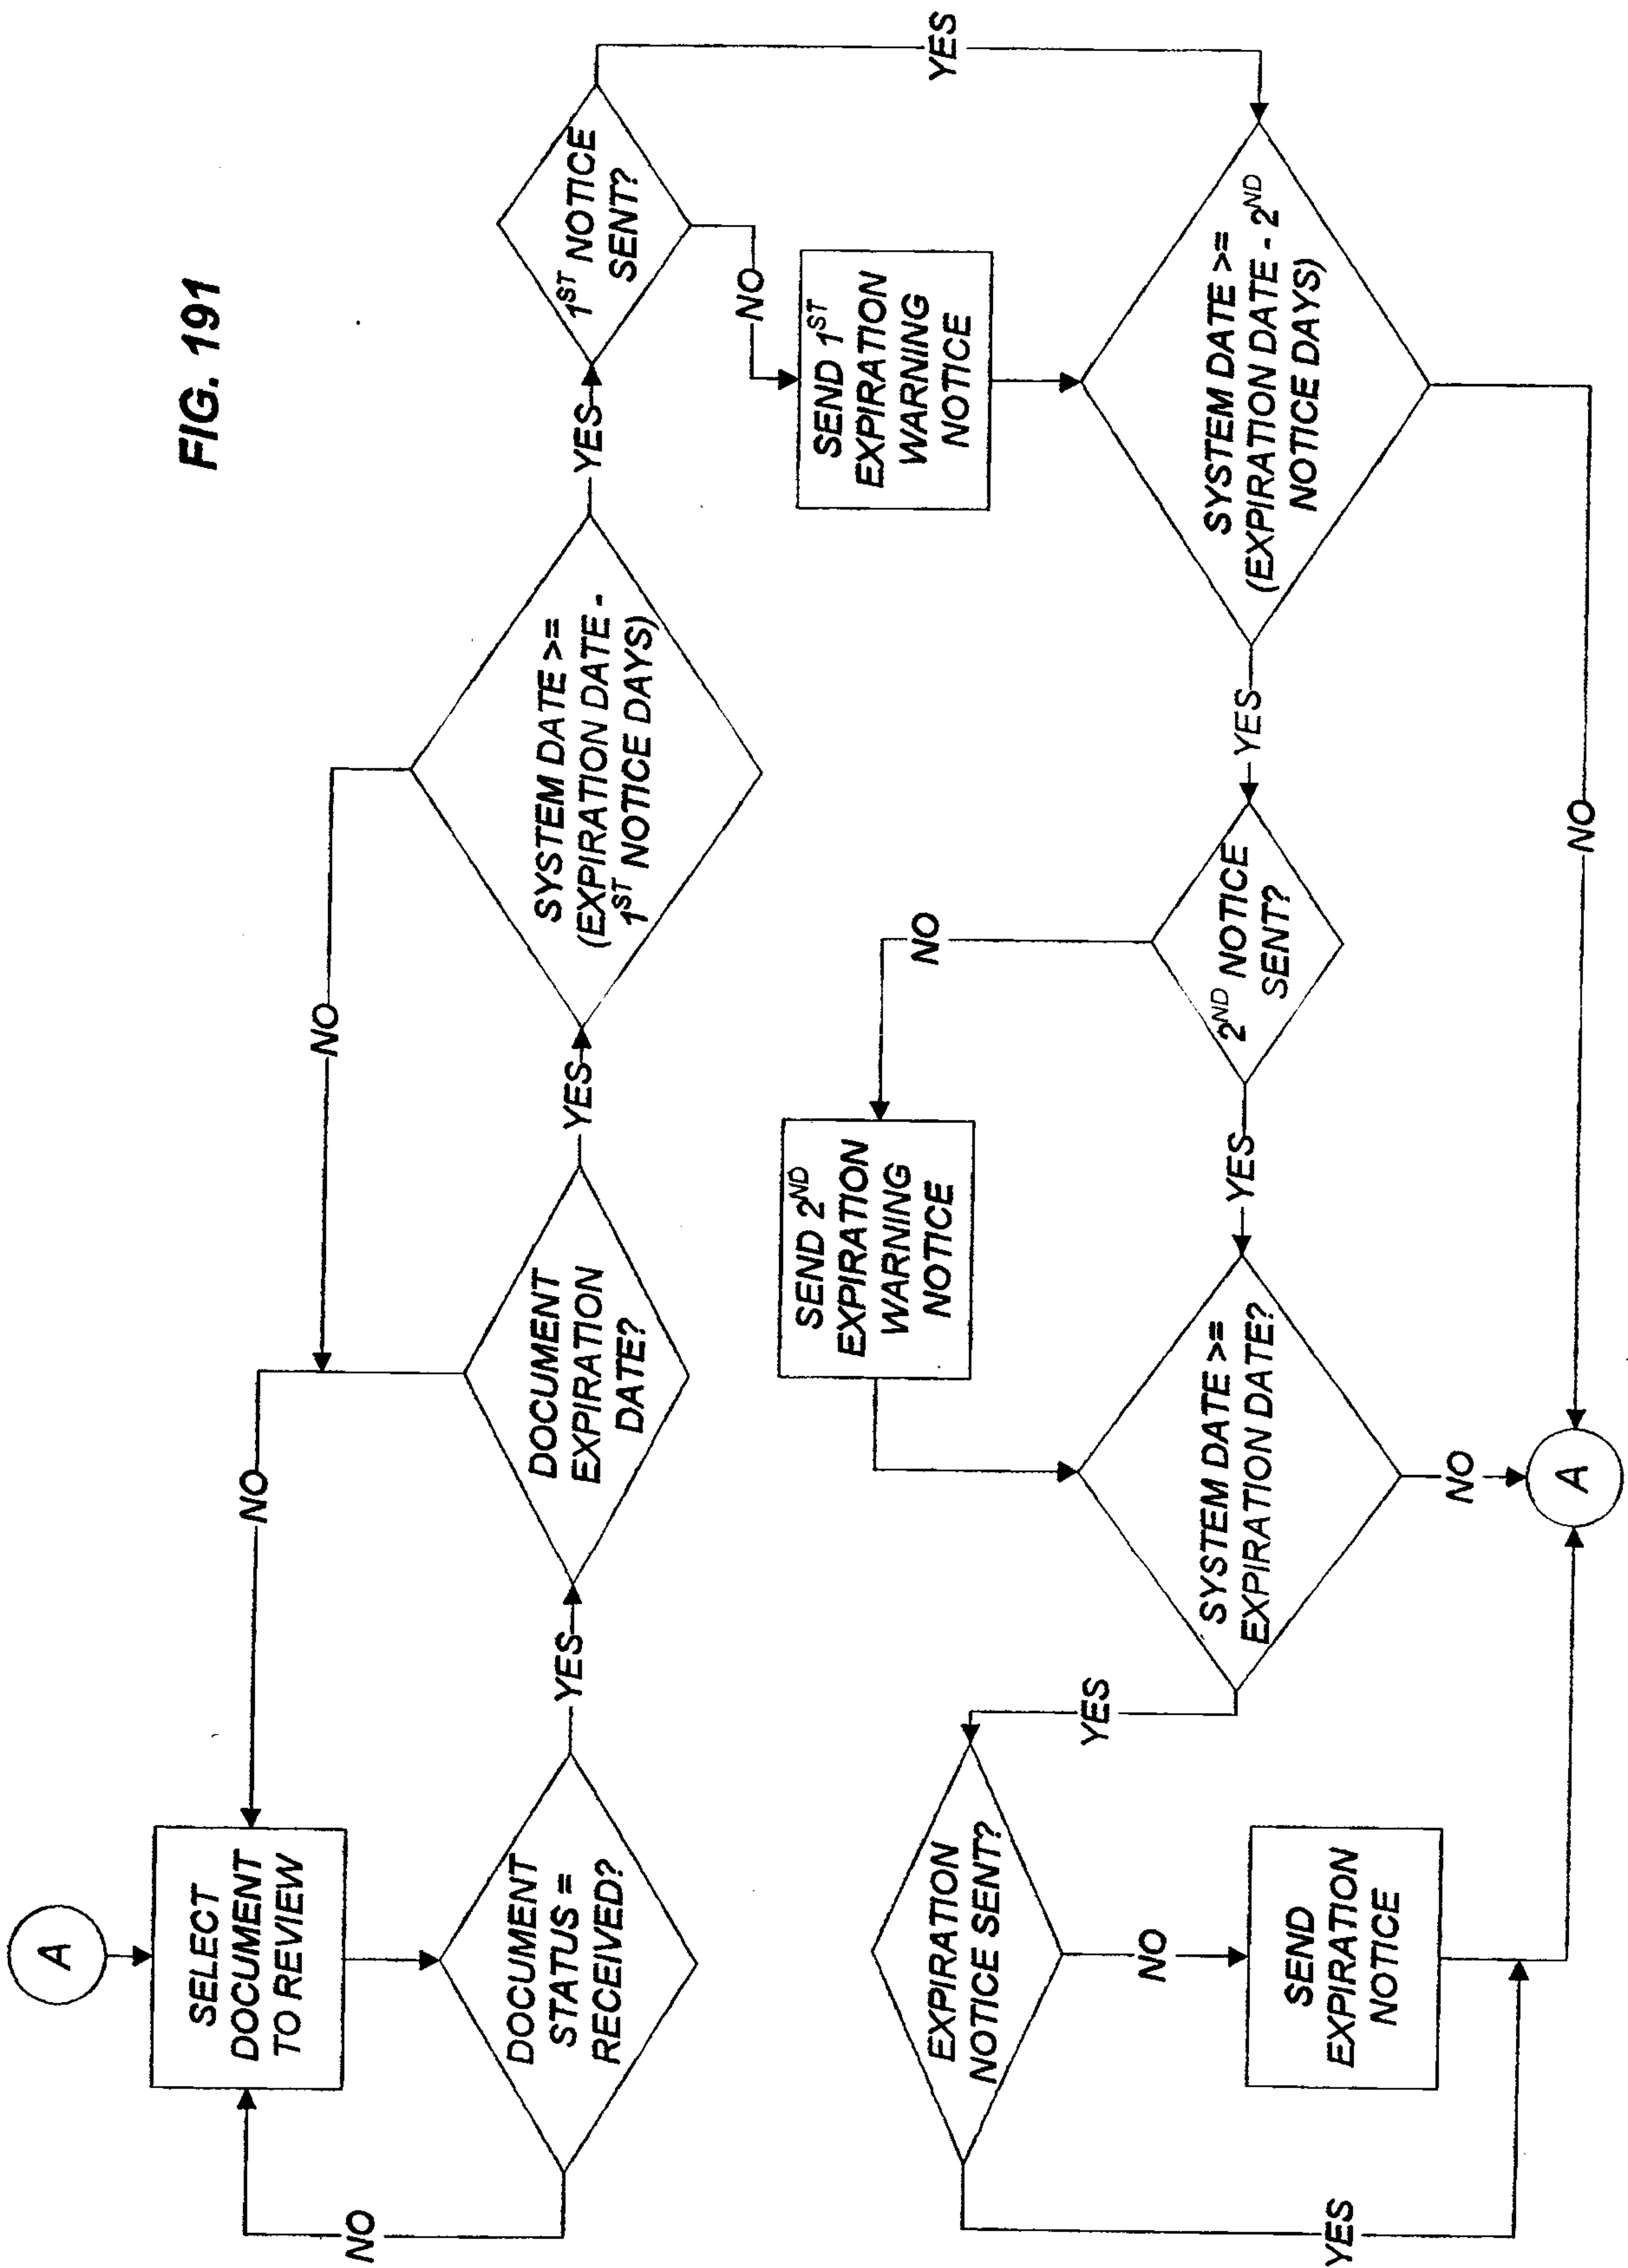 FIG. 191
A
SELECT
DOCUMENT
TO REVIEW
NO
DOCUMENT
STATUS =
RECEIVED?
YES
DOCUMENT
EXPIRATION
DATE?
NO
YES
SYSTEM DATE >=
(EXPIRATION DATE -
1ST NOTICE DAYS)
NO
YES
1ST NOTICE
SENT?
YES
NO
SEND 1ST
EXPIRATION
WARNING
NOTICE
SYSTEM DATE >=
(EXPIRATION DATE - 2ND
NOTICE DAYS)
NO
YES
2ND NOTICE
SENT?
NO
SEND 2ND
EXPIRATION
WARNING
NOTICE
YES
SYSTEM DATE >=
EXPIRATION DATE?
NO
YES
EXPIRATION
NOTICE SENT?
NO
SEND
EXPIRATION
NOTICE
YES
A